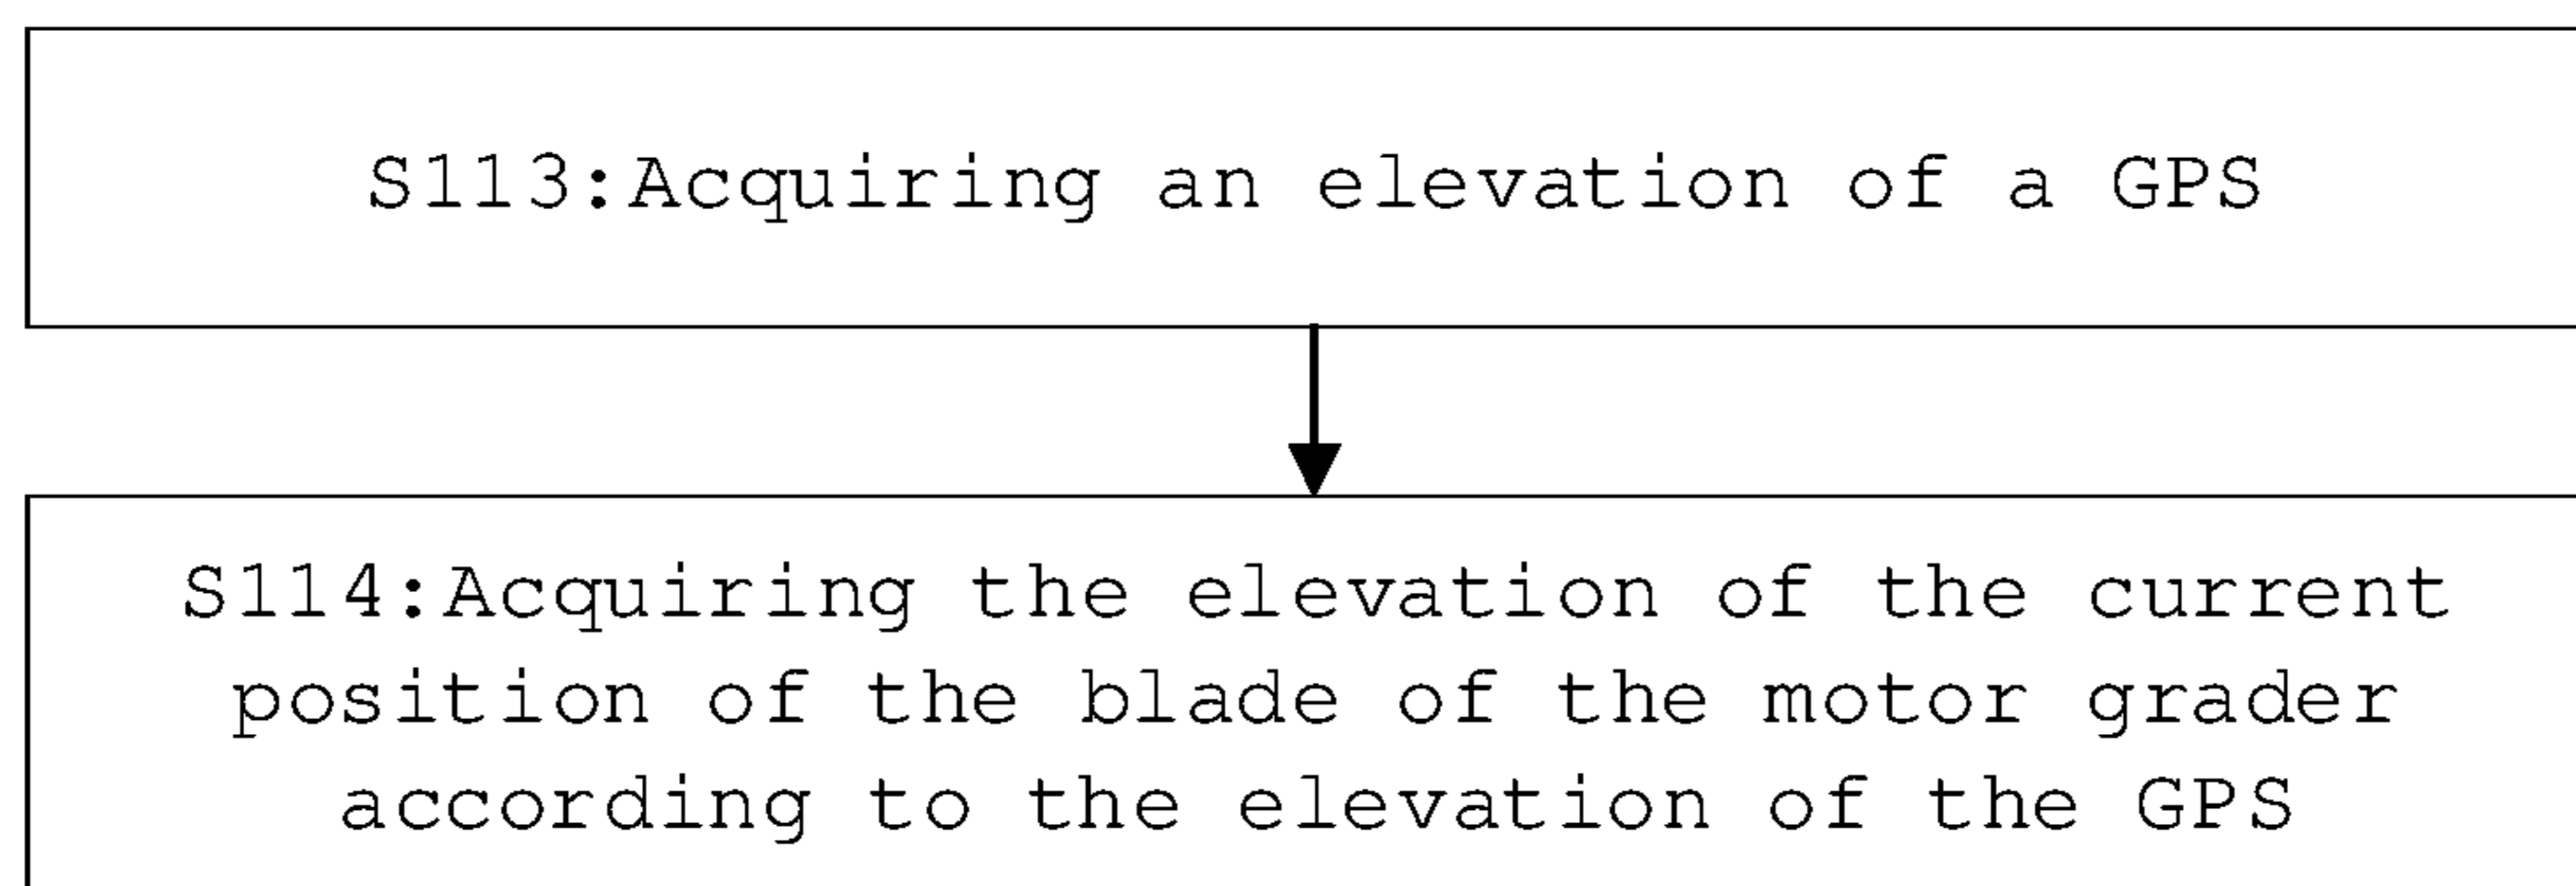 S113:Acquiring an elevation of a GPS
S114:Acquiring the elevation of the current
position of the blade of the motor grader
according to the elevation of the GPS